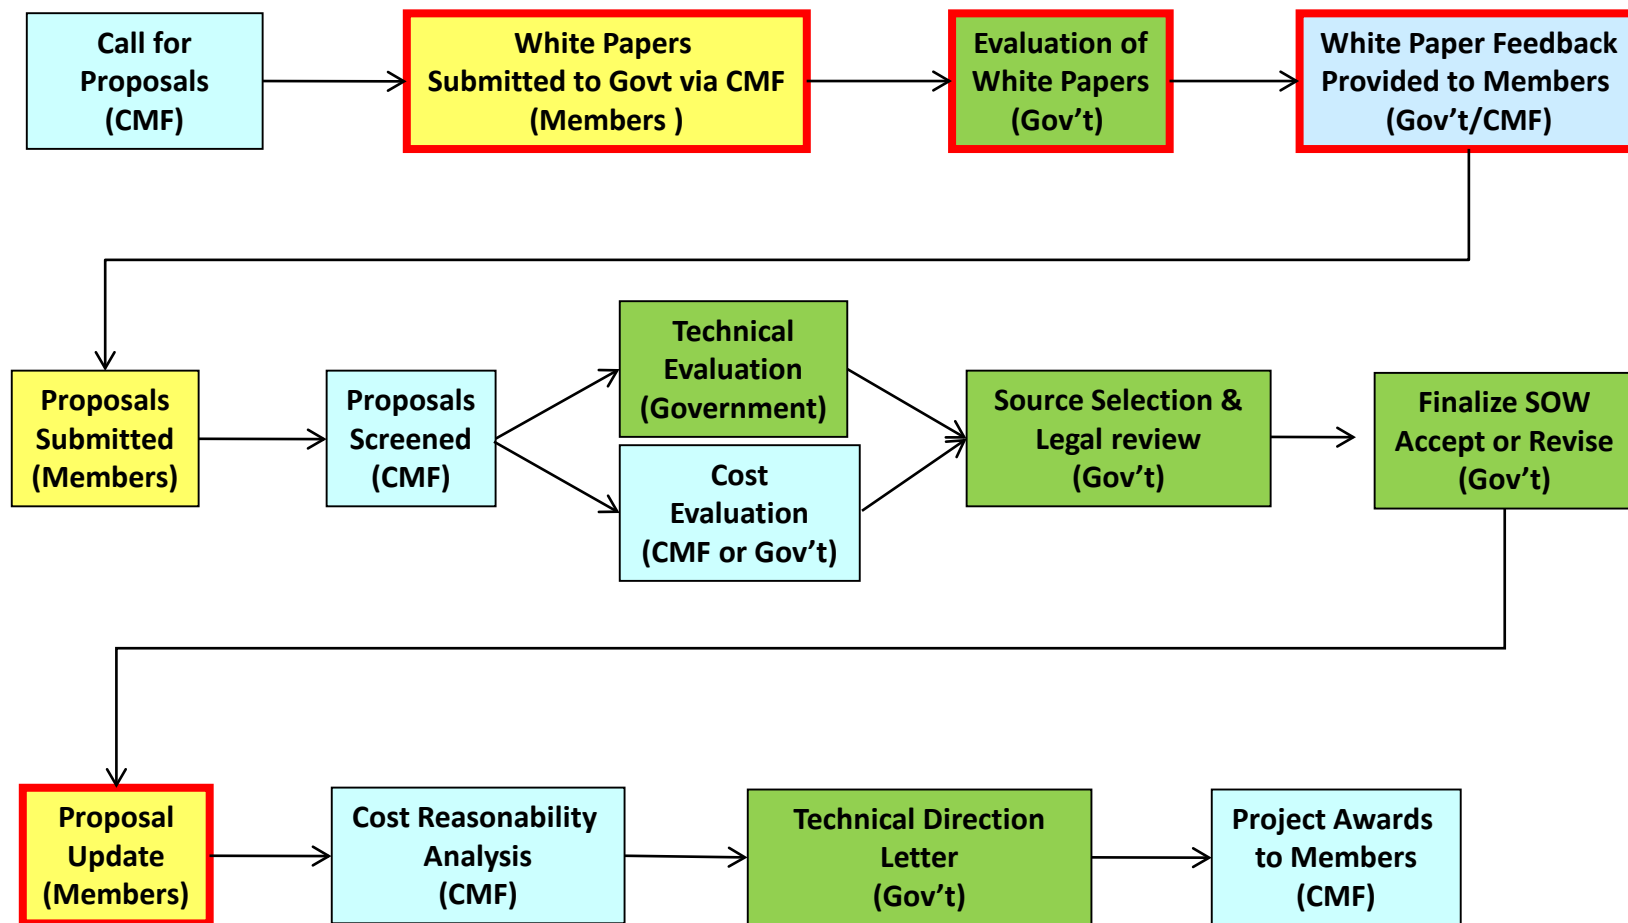 Call for
Proposals
(CMF)
White Papers
Submitted to Govt via CMF
(Members )
Evaluation of
White Papers
(Gov’t)
White Paper Feedback
Provided to Members
(Gov’t/CMF)
Proposals
Submitted
(Members)
Proposals
Screened
(CMF)
Technical
Evaluation
(Government)
Cost
Evaluation
(CMF or Gov’t)
Source Selection &
Legal review
(Gov’t)
Finalize SOW
Accept or Revise
(Gov’t)
Proposal
Update
(Members)
Cost Reasonability
Analysis
(CMF)
Technical Direction
Letter
(Gov’t)
Project Awards
to Members
(CMF)